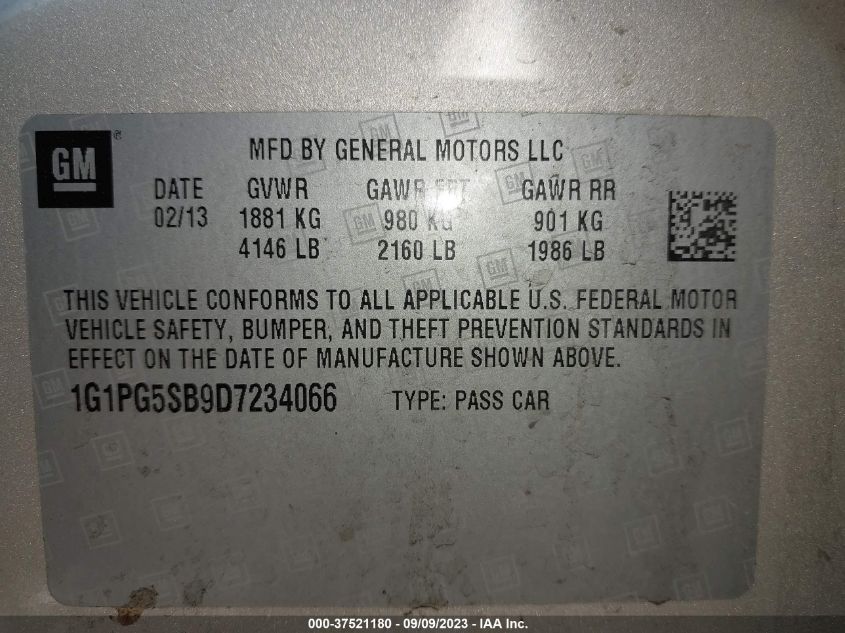 GM ®
MFD BY GENERAL MOTORS LLC
DATE GVWR GAWR FRT GAWR RR
02/13 1881 KG 980 KG 901 KG
4146 LB 2160 LB 1986 LB
THIS VEHICLE CONFORMS TO ALL APPLICABLE U.S. FEDERAL MOTOR
VEHICLE SAFETY, BUMPER, AND THEFT PREVENTION STANDARDS IN
EFFECT ON THE DATE OF MANUFACTURE SHOWN ABOVE.
1G1PG5SB9D7234066 TYPE: PASS CAR
000-37521180 - 09/09/2023 - IAA Inc.